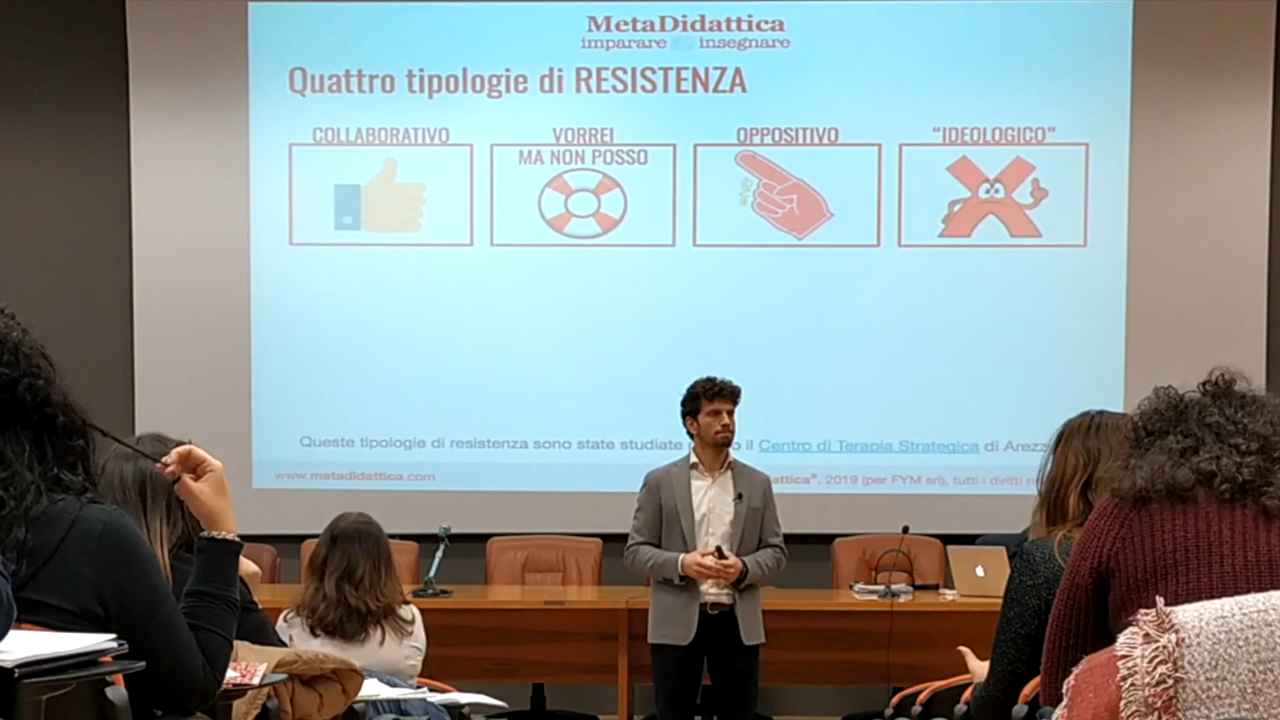 MetaDidattica
imparare insegnare
Quattro tipologie di RESISTENZA
COLLABORATIVO
VORREI
MA NON POSSO
OPPOSITIVO
“IDEOLOGICO”
Queste tipologie di resistenza sono state studiate il Centro di Terapia Strategica di
www.metadidattica.com
2019 (per FYM srl), tutti i diritti